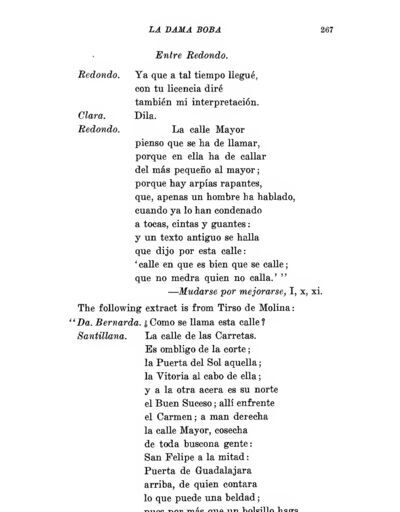 LA DAMA BOBA 267
Entre Redondo.
Redondo. Ya que a tal tiempo llegué,
con tu licencia diré
también mi interpretación.
Clara. Dila.
Redondo. La calle Mayor
pienso que se ha de llamar,
porque en ella ha de callar
del más pequeño al mayor;
porque hay arpías rapantes,
que, apenas un hombre ha hablado,
cuando ya lo han condenado
a tocas, cintas y guantes:
y un texto antiguo se halla
que dijo por esta calle:
‘calle en que es bien que se calle;
que no medra quien no calla.’ ”
—Mudarse por mejorarse, I, x, xi.
The following extract is from Tirso de Molina:
“Da. Bernarda. ¿Como se llama esta calle?
Santillana. La calle de las Carretas.
Es ombligo de la corte;
la Puerta del Sol aquella;
la Vitoria al cabo de ella;
y a la otra acera es su norte
el Buen Suceso; allí enfrente
el Carmen; a man derecha
la calle Mayor, cosecha
de toda buscona gente:
San Felipe a la mitad:
Puerta de Guadalajara
arriba, de quien contara
lo que puede una beldad;
pues por más que un bolsillo haga